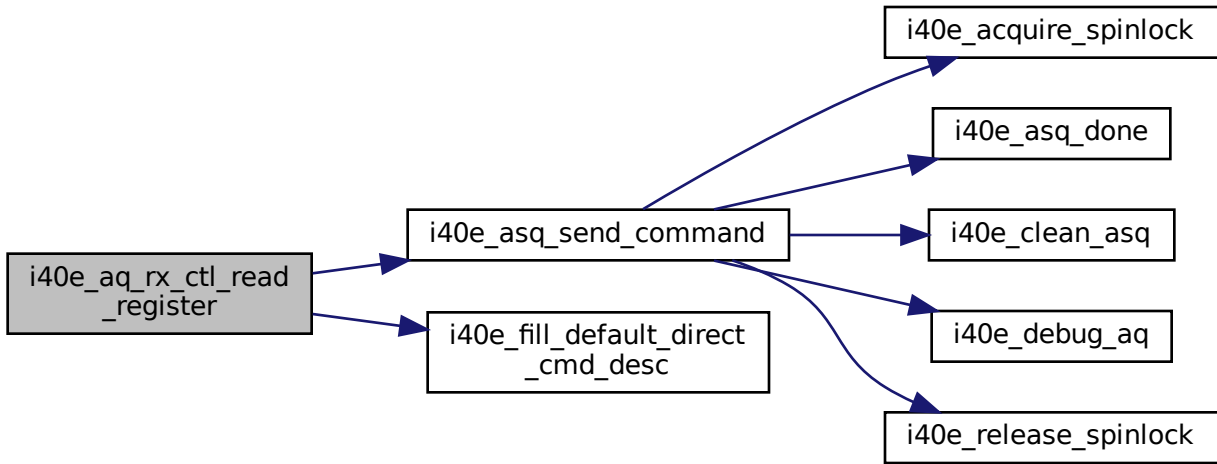 i40e_aq_rx_ctl_read
_register
i40e_asq_send_command
i40e_fill_default_direct
_cmd_desc
i40e_acquire_spinlock
i40e_asq_done
i40e_clean_asq
i40e_debug_aq
i40e_release_spinlock